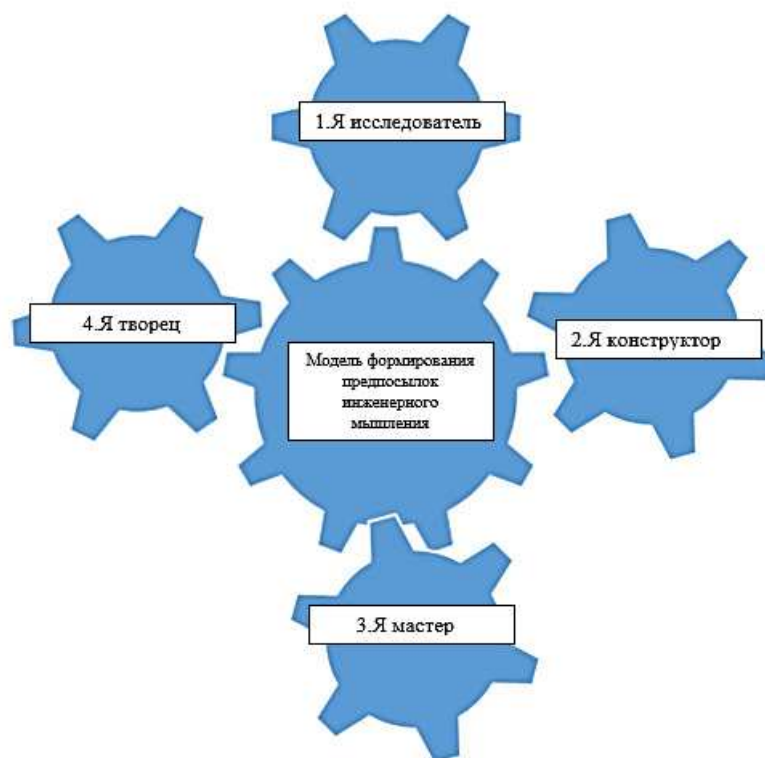 1.Я исследователь
4.Я творец
2.Я конструктор
Модель формирования
предпосылок
инженерного
мышления
3.Я мастер